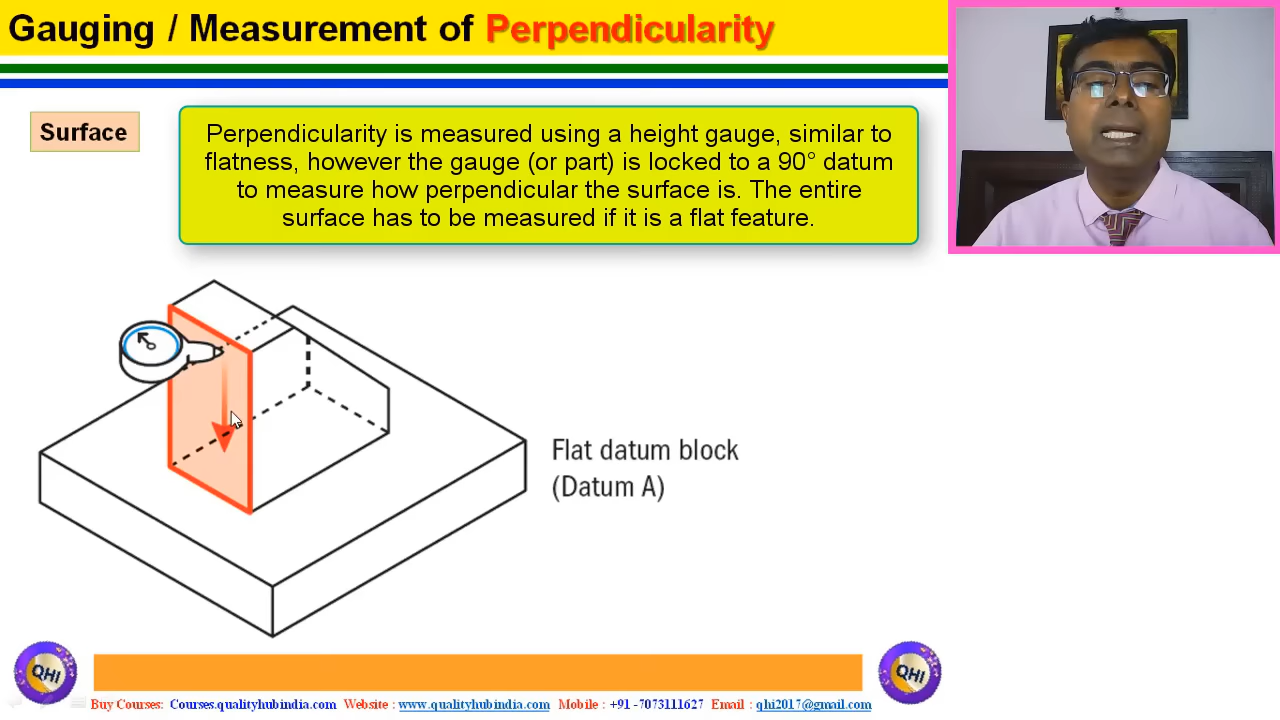 Gauging / Measurement of Perpendicularity
Surface
Perpendicularity is measured using a height gauge, similar to
flatness, however the gauge (or part) is locked to a 90° datum
to measure how perpendicular the surface is. The entire
surface has to be measured if it is a flat feature.
Flat datum block
(Datum A)
QHI
QHI
Buy Courses: Courses.qualityhubindia.com Website : www.qualityhubindia.com Mobile : +91 -7073111627 Email : qhi2017@gmail.com